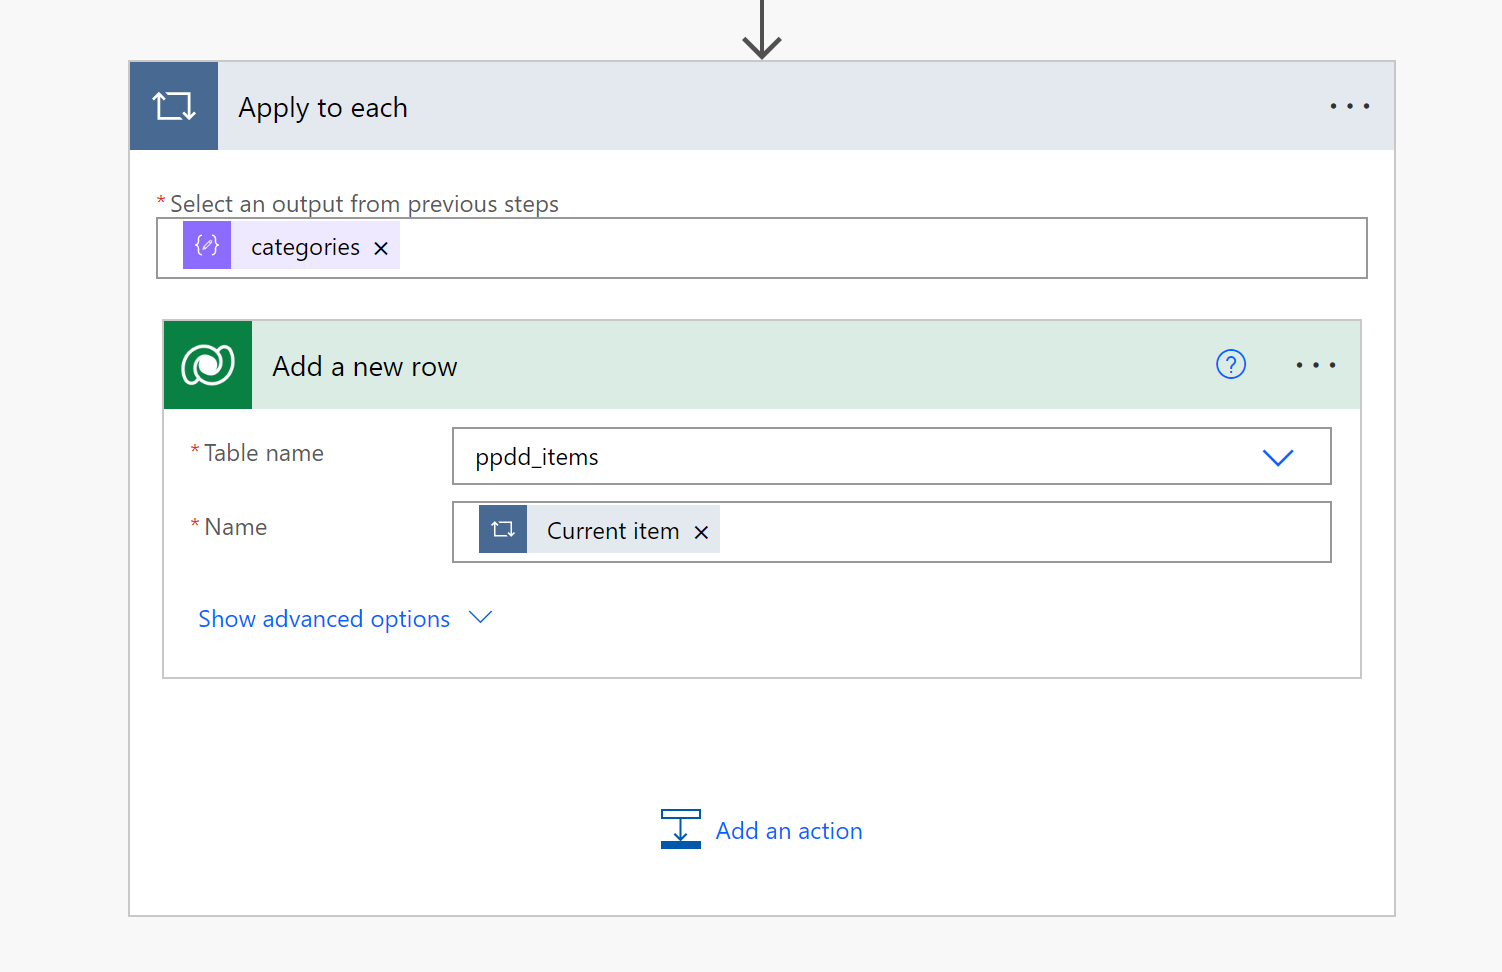 Apply to each
* Select an output from previous steps
categories ×
Add a new row
?
* Table name
ppdd_items
* Name
Current item ×
Show advanced options
Add an action